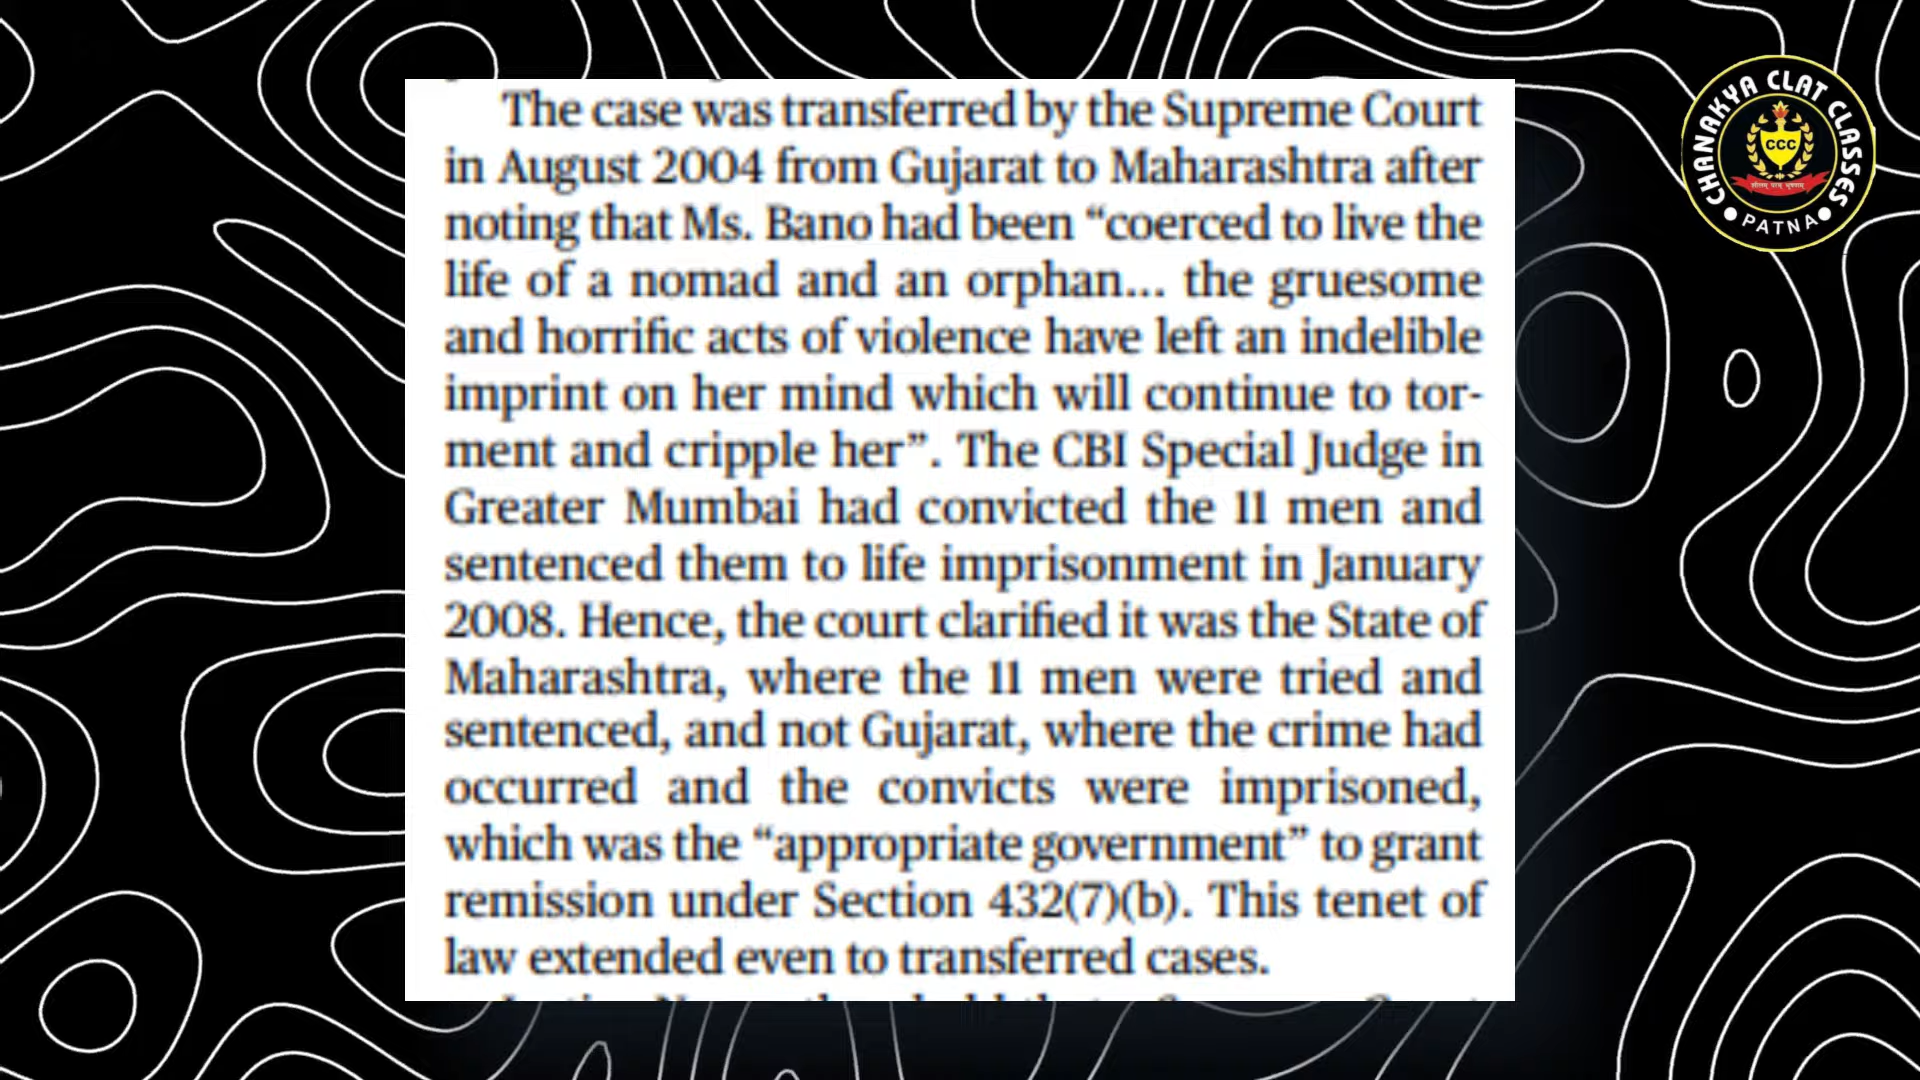 The case was transferred by the Supreme Court
in August 2004 from Gujarat to Maharashtra after
noting that Ms. Bano had been “coerced to live the
life of a nomad and an orphan... the gruesome
and horrific acts of violence have left an indelible
imprint on her mind which will continue to tor-
ment and cripple her”. The CBI Special Judge in
Greater Mumbai had convicted the 11 men and
sentenced them to life imprisonment in January
2008. Hence, the court clarified it was the State of
Maharashtra, where the 11 men were tried and
sentenced, and not Gujarat, where the crime had
occurred and the convicts were imprisoned,
which was the “appropriate government” to grant
remission under Section 432(7)(b). This tenet of
law extended even to transferred cases.
CHANAKYA CLAT CLASSES
CCC
PATNA